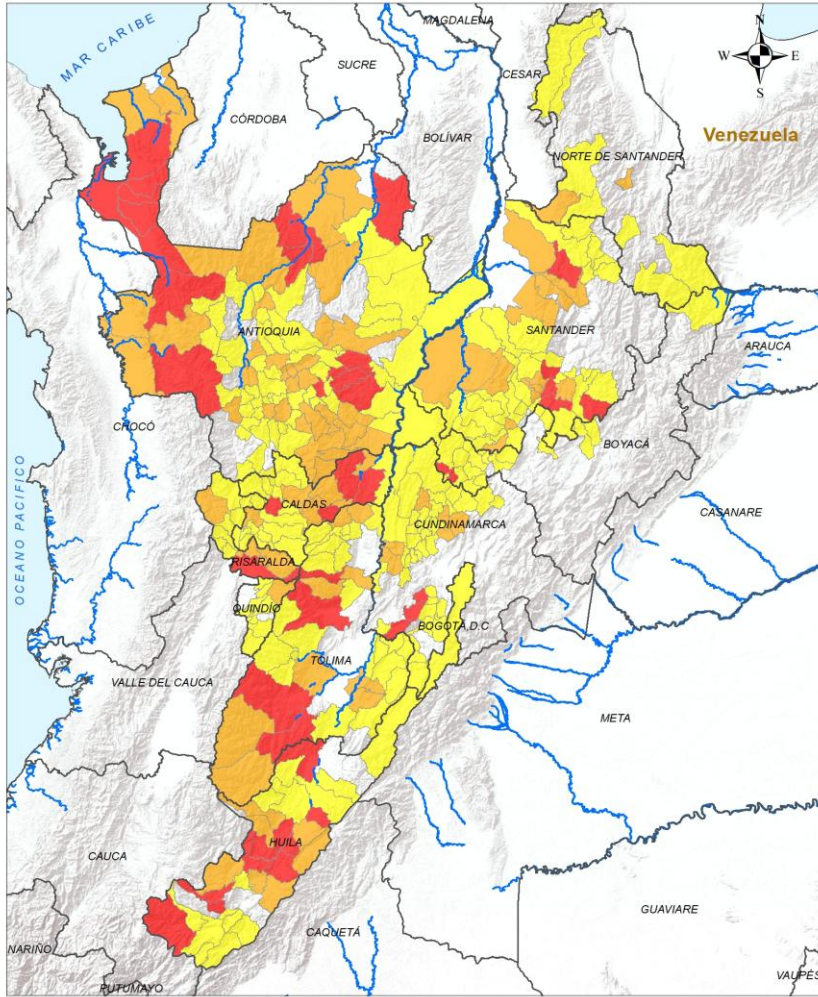 MAR CARIBE
MAGDALENA
SUCRE
CESAR
N
W E
S
CÓRDOBA
BOLÍVAR
Venezuela
NORTE DE SANTANDER
ANTIOQUIA
SANTANDER
ARAUCA
CHOCÓ
BOYACÁ
OCEANO PACIFICO
CALDAS
CUNDINAMARCA
CASANARE
RISARALDA
QUINDÍO
BOGOTÁ,D.C
TOLIMA
VALLE DEL CAUCA
META
HUILA
CAUCA
GUAVIARE
CAQUETÁ
NARIÑO
PUTUMAYO
VAUPÉS